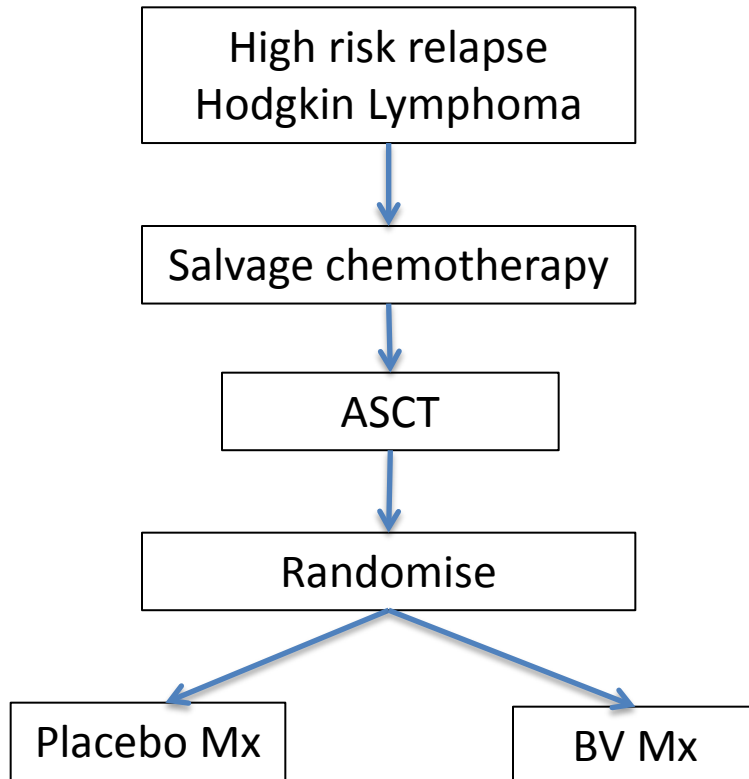 High risk relapse
Hodgkin Lymphoma
Salvage chemotherapy
ASCT
Randomise
Placebo Mx
BV Mx